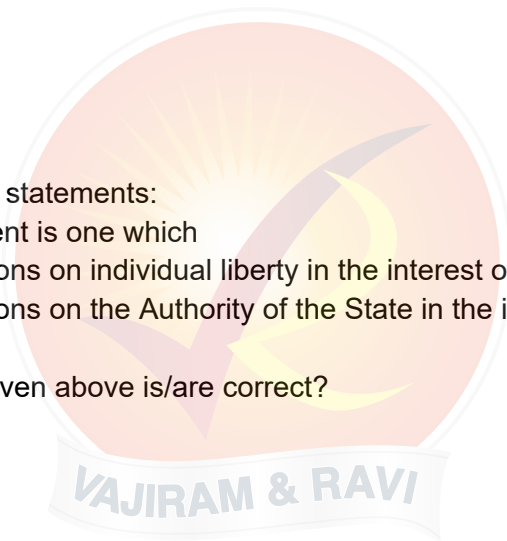 statements:
ent is one which
ons on individual liberty in the interest o
ons on the Authority of the State in the i
ven above is/are correct?
VAJIRAM & RAVI